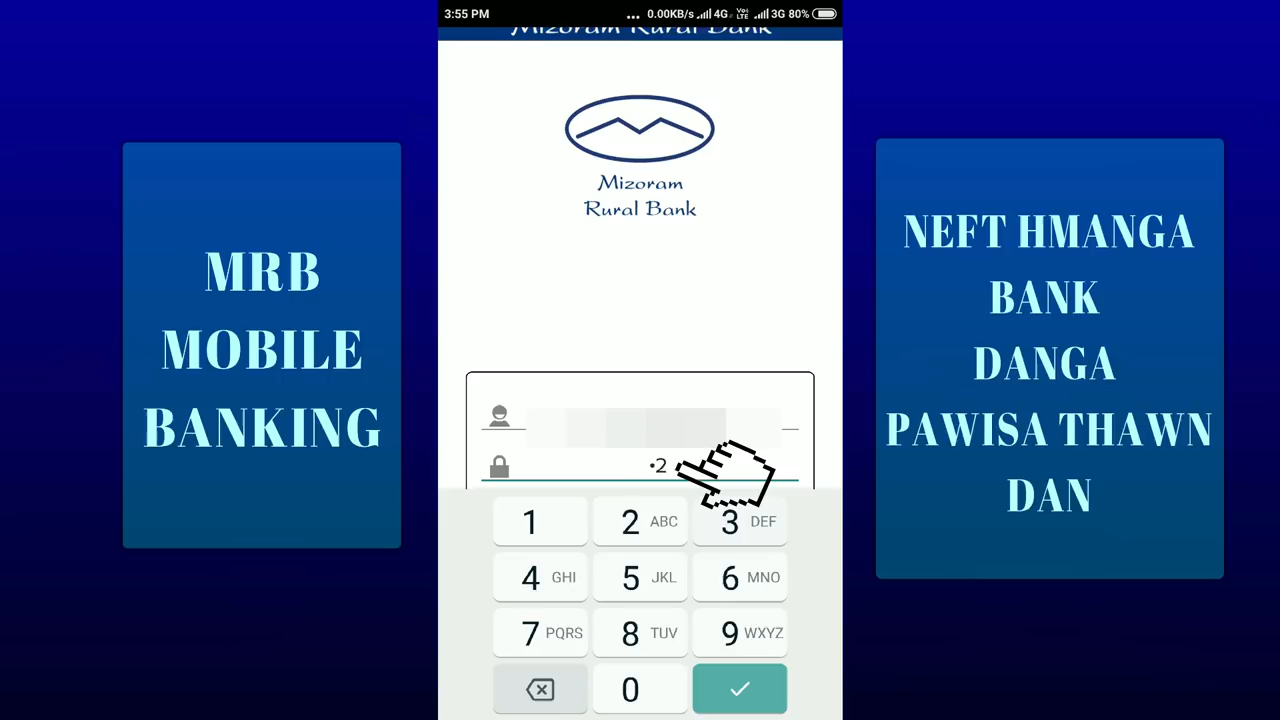 3:55 PM
... 0.00KB/s 4G Vo) LTE 3G 80%
Mizoram Rural Bank
Mizoram
Rural Bank
MRB
MOBILE
BANKING
NEFT HMANGA
BANK
DANGA
PAWISA THAWN
DAN
•2
1
2 ABC
3 DEF
4 GHI
5 JKL
6 MNO
7 PQRS
8 TUV
9 WXYZ
0